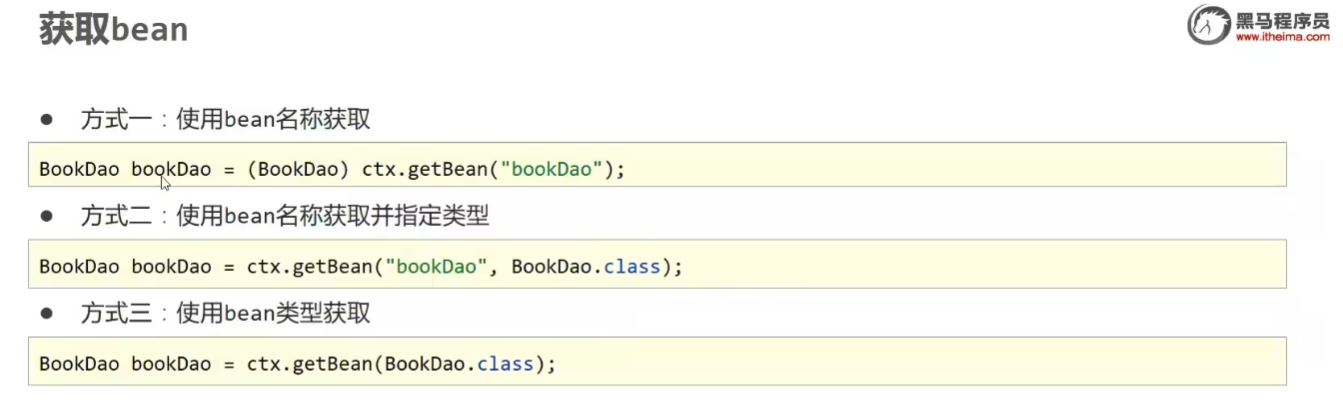 获取bean
黑马程序员
www.itheima.com
● 方式一：使用bean名称获取
BookDao bookDao = (BookDao) ctx.getBean("bookDao");
● 方式二：使用bean名称获取并指定类型
BookDao bookDao = ctx.getBean("bookDao", BookDao.class);
● 方式三：使用bean类型获取
BookDao bookDao = ctx.getBean(BookDao.class);